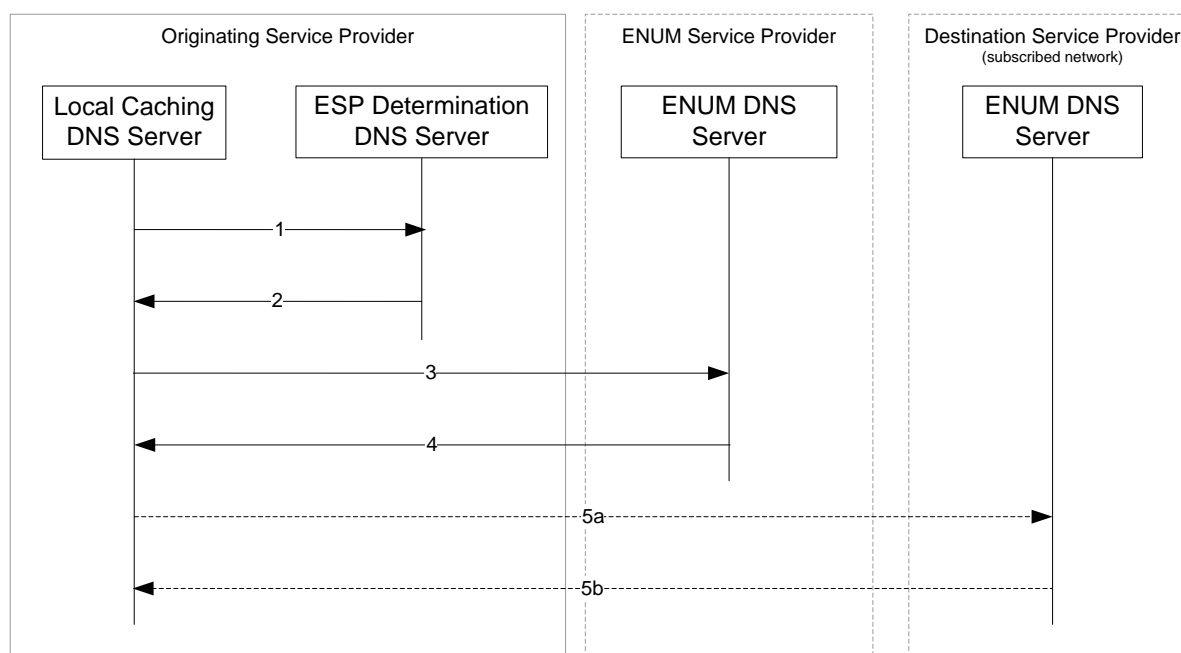 Originating Service Provider
ENUM Service Provider
Destination Service Provider
(subscribed network)
Local Caching
DNS Server
ESP Determination
DNS Server
ENUM DNS
Server
ENUM DNS
Server
1
2
3
4
5a
5b